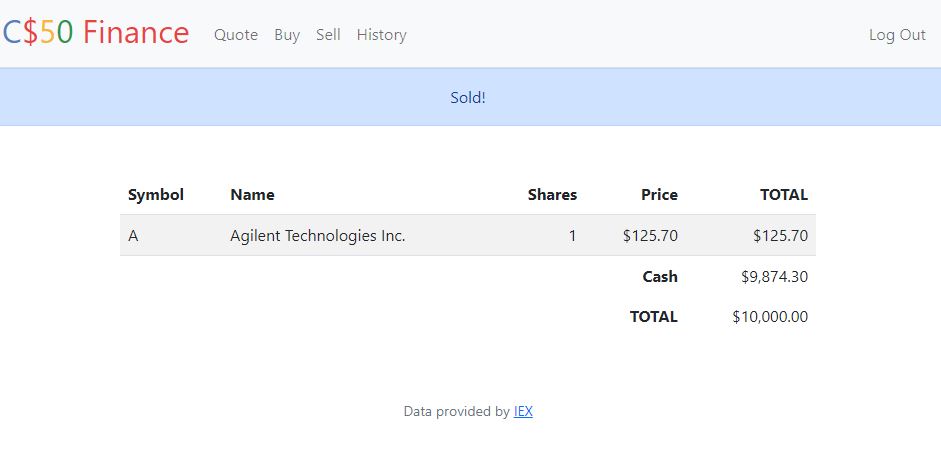 C$50 Finance Quote Buy Sell History Log Out
Sold!
Symbol Name Shares Price TOTAL
A Agilent Technologies Inc. 1 $125.70 $125.70
Cash $9,874.30
TOTAL $10,000.00
Data provided by IEX